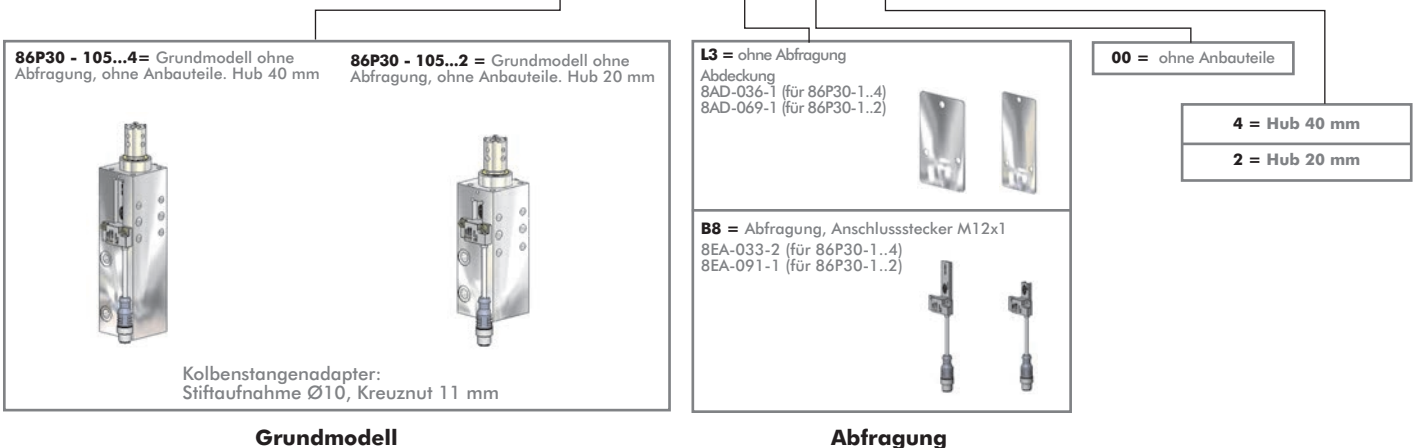 86P30 - 105...4= Grundmodell ohne
Abfragung, ohne Anbauteile. Hub 40 mm
86P30 - 105...2 = Grundmodell ohne
Abfragung, ohne Anbauteile. Hub 20 mm
Kolbenstangenadapter:
Stiftaufnahme Ø10, Kreuznut 11 mm
Grundmodell
L3 = ohne Abfragung
Abdeckung
8AD-036-1 (für 86P30-1..4)
8AD-069-1 (für 86P30-1..2)
B8 = Abfragung, Anschlussstecker M12x1
8EA-033-2 (für 86P30-1..4)
8EA-091-1 (für 86P30-1..2)
Abfragung
00 = ohne Anbauteile
4 = Hub 40 mm
2 = Hub 20 mm